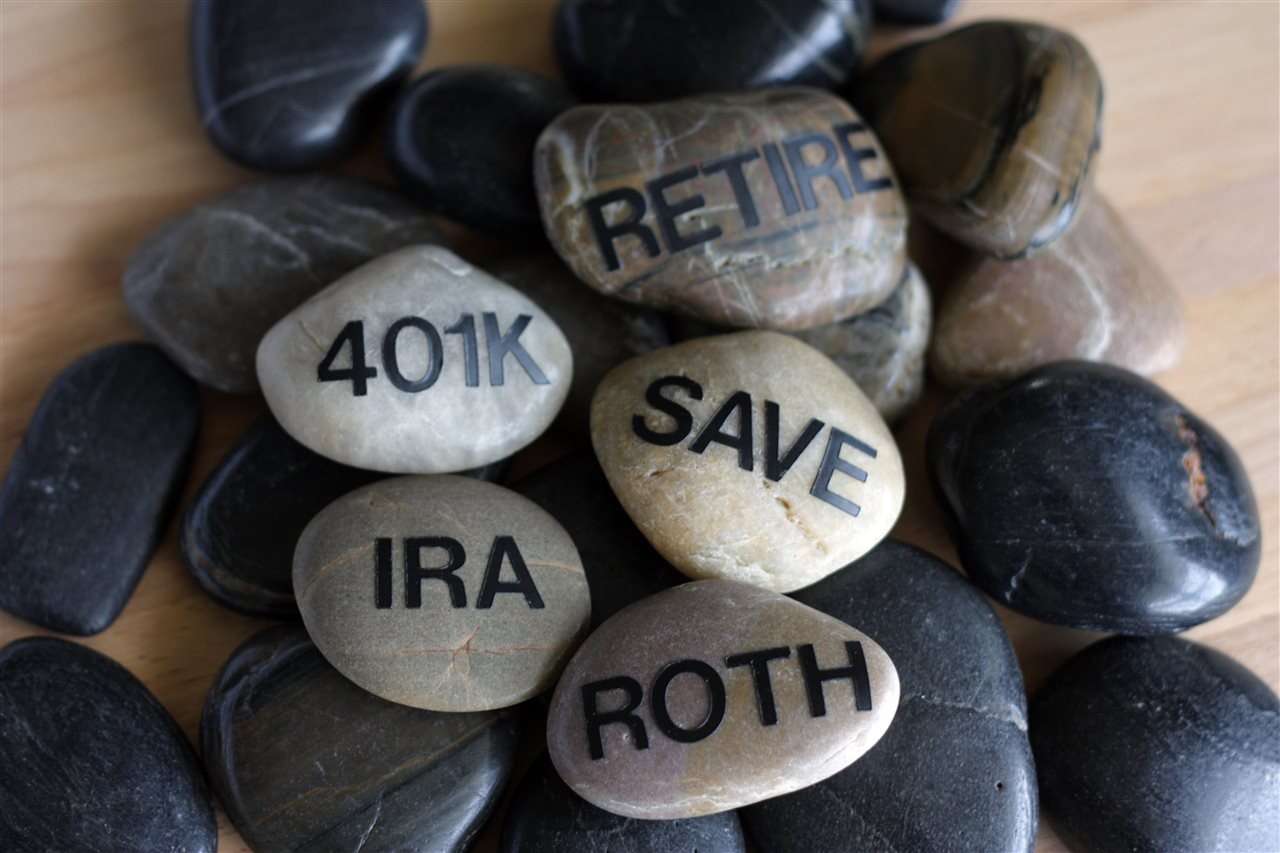 RETIRE
401K
SAVE
IRA
ROTH